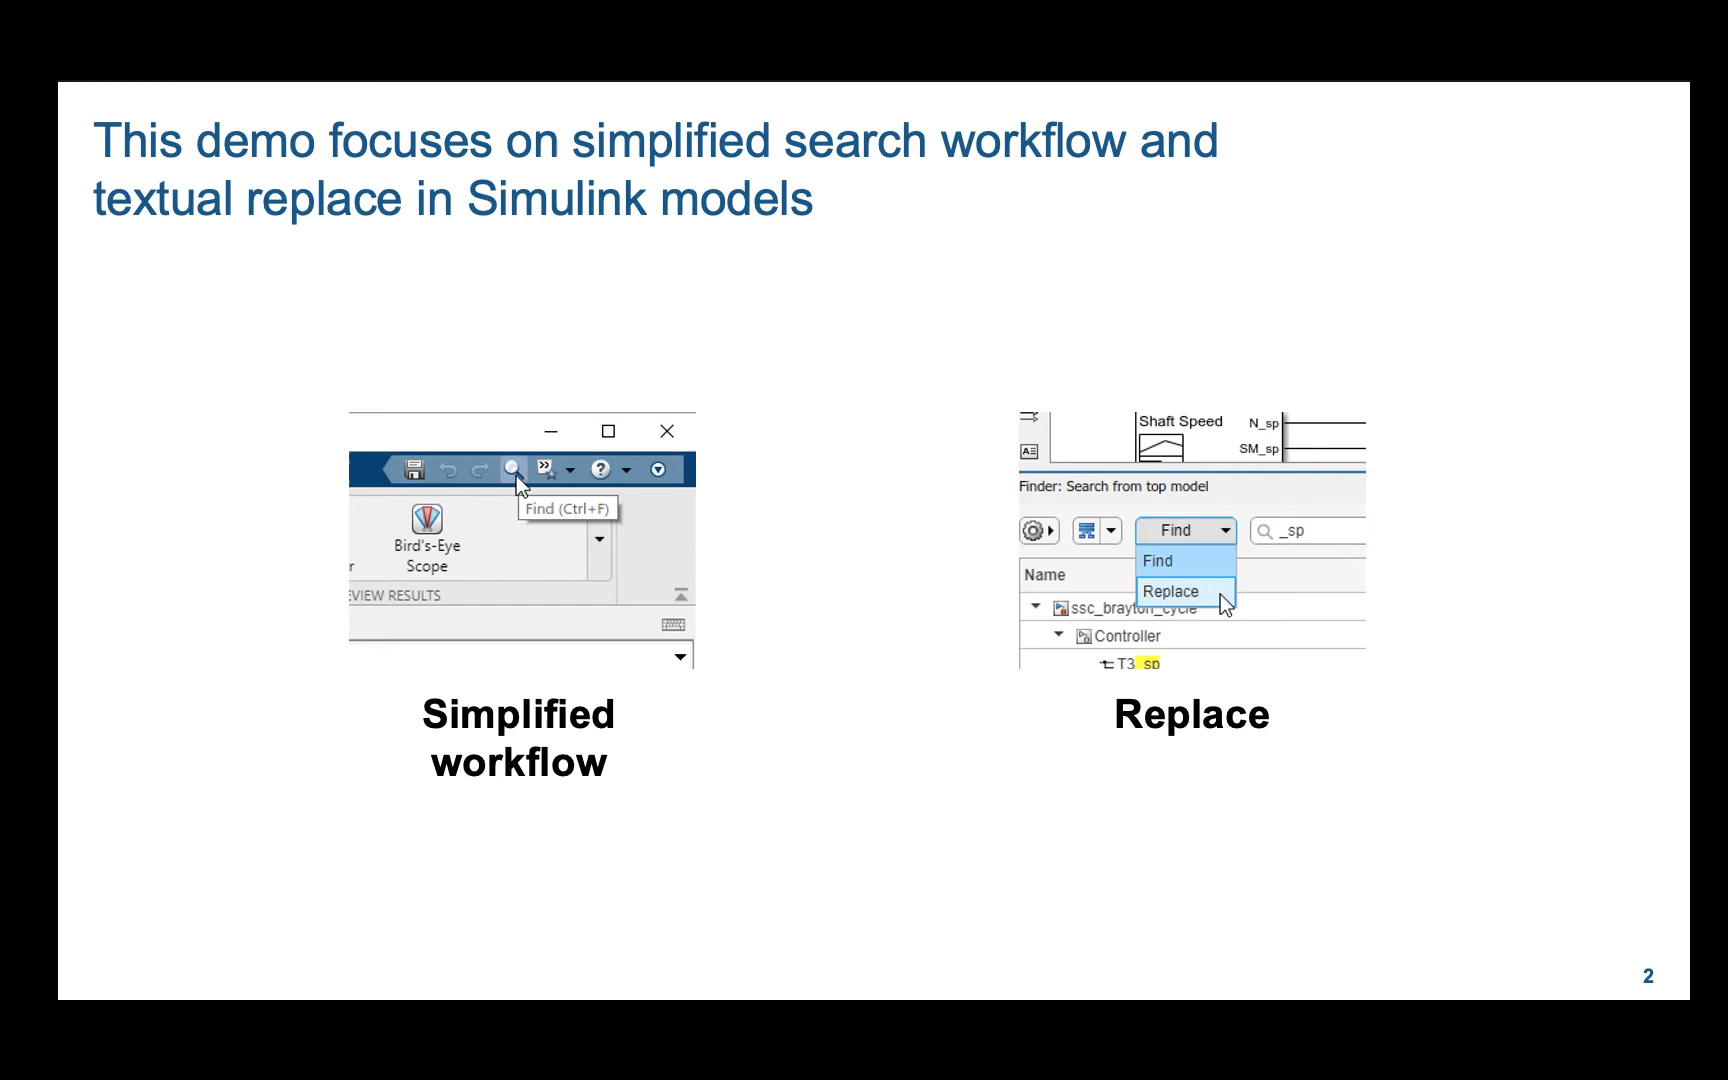 This demo focuses on simplified search workflow and
textual replace in Simulink models
Find (Ctrl+F)
Bird's-Eye
Scope
r
VIEW RESULTS
Simplified
workflow
Shaft Speed
N_sp
SM_sp
Finder: Search from top model
Find
_sp
Find
Replace
Name
ssc_brayton_cycle
Controller
T3_sp
Replace
2